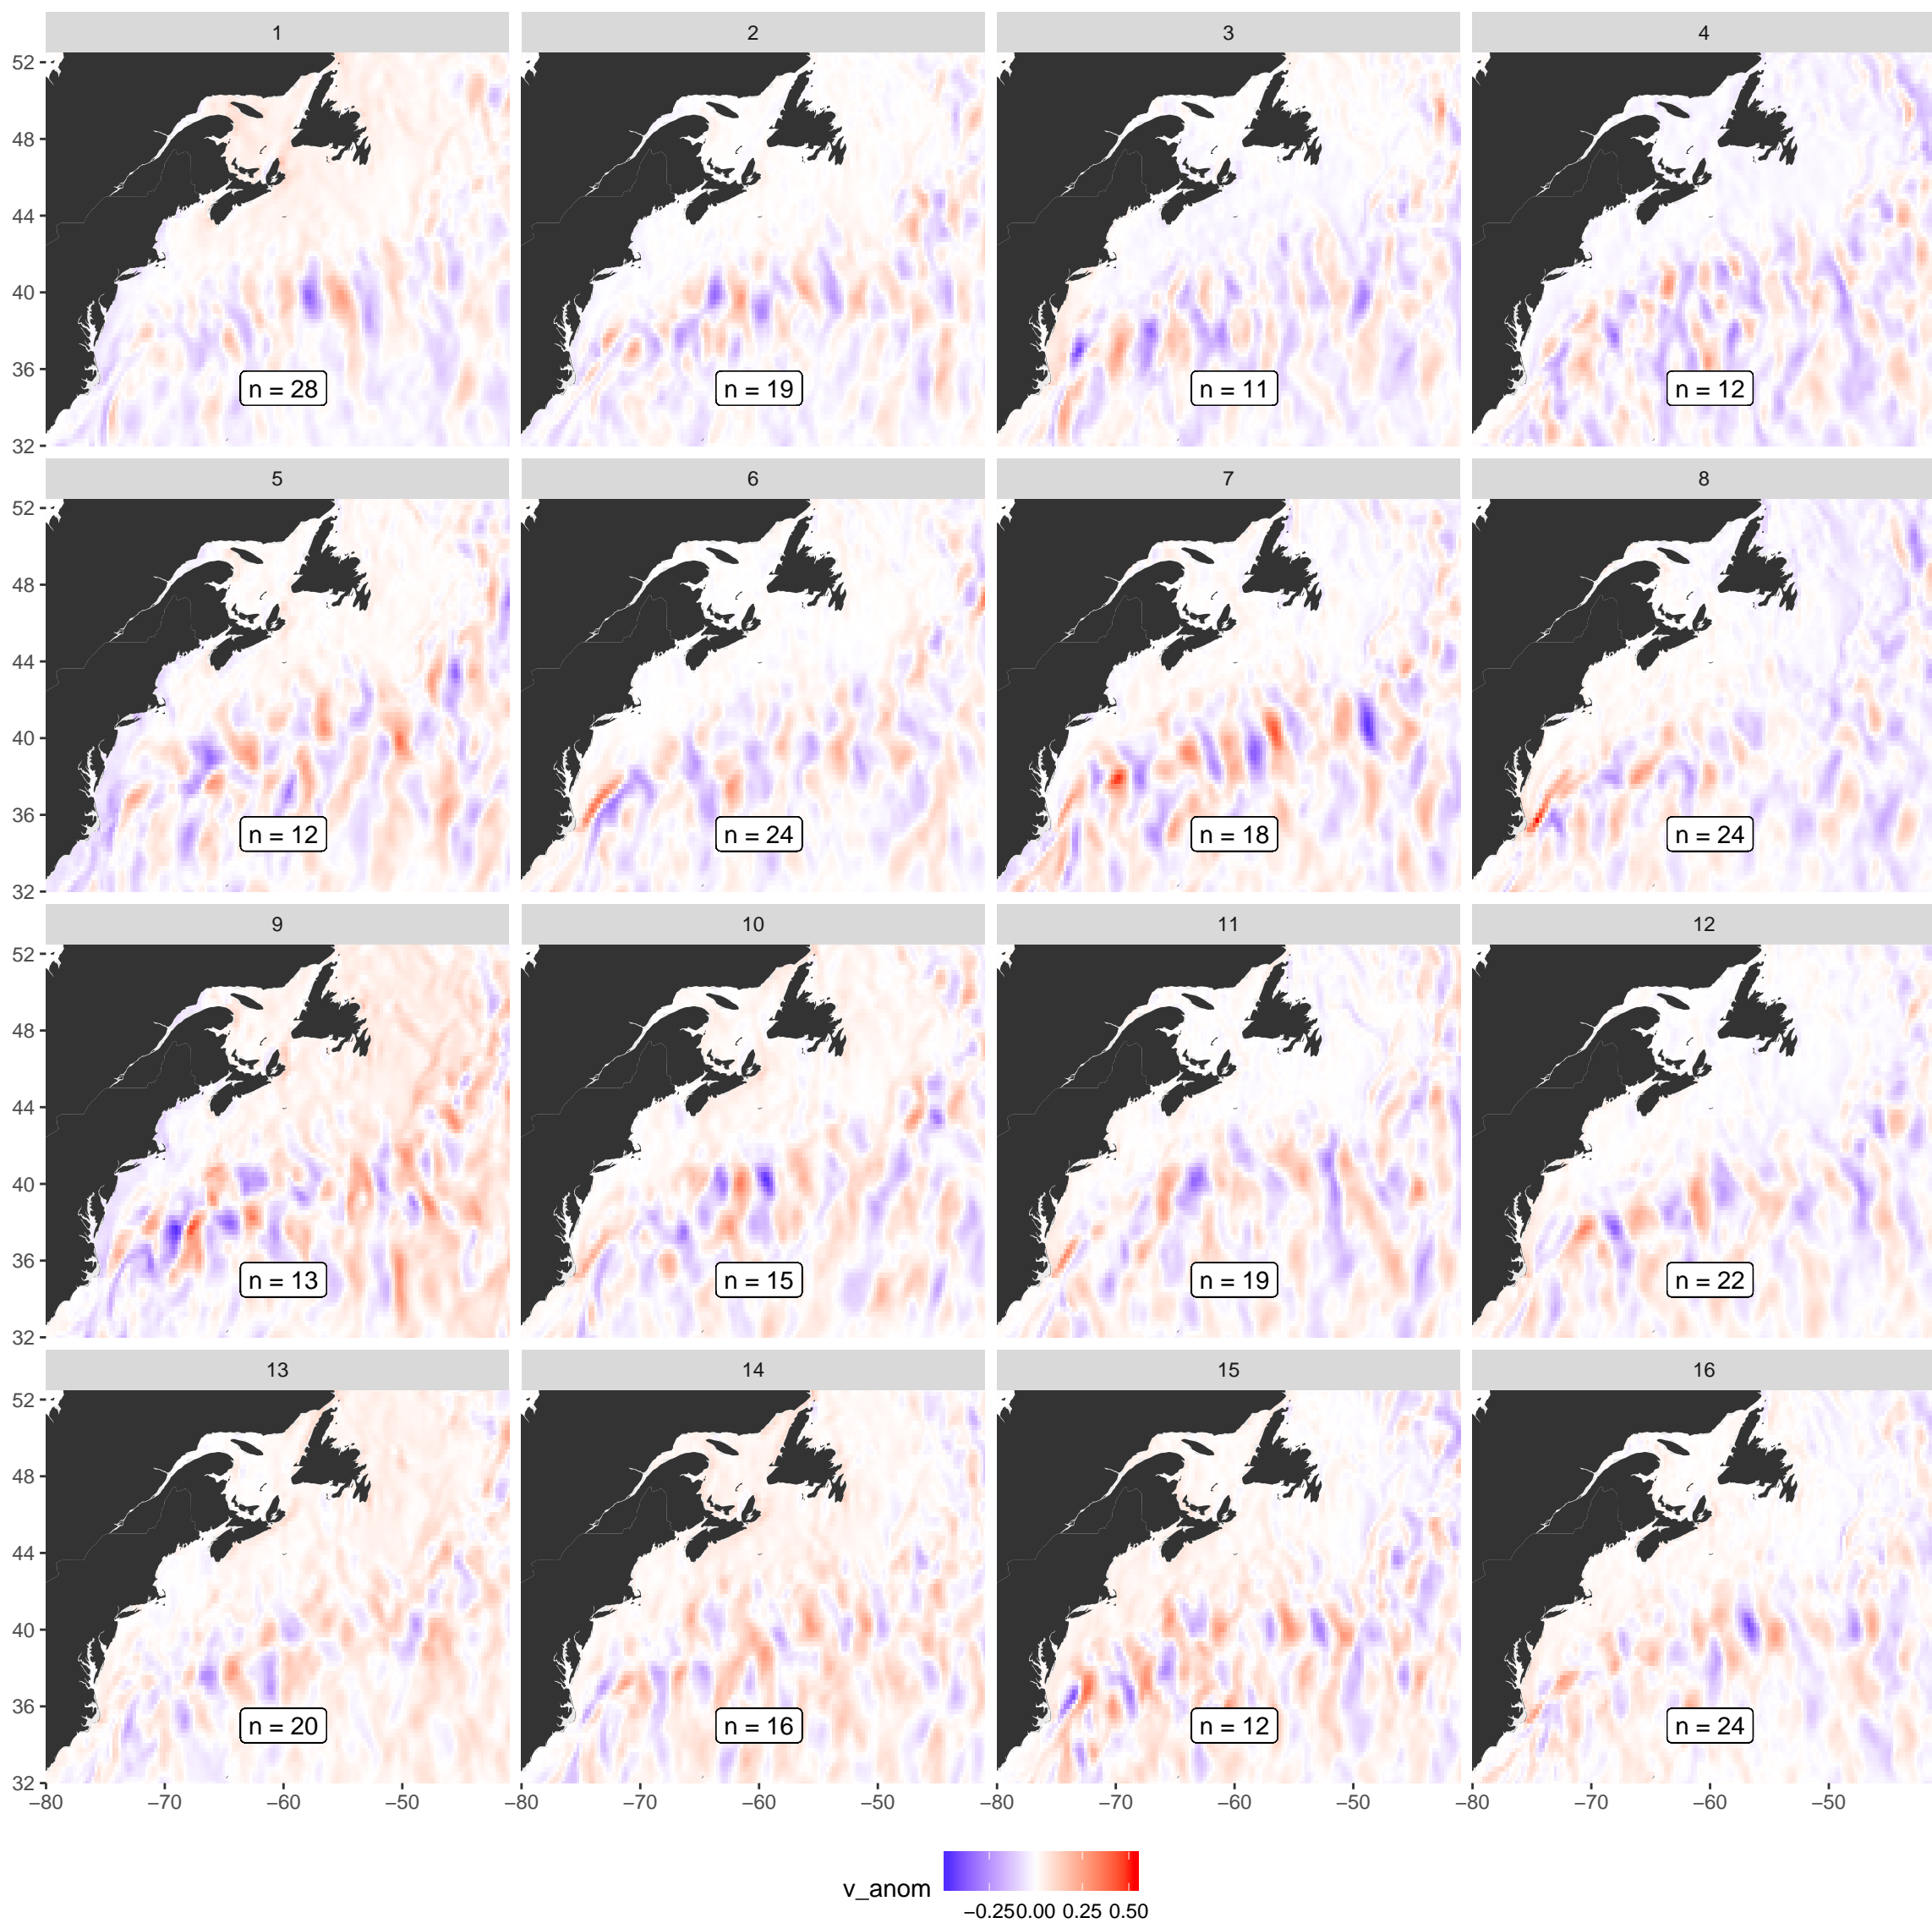 1 2 3 4
52
48
44
40
36
32
n = 28 n = 19 n = 11 n = 12
5 6 7 8
52
48
44
40
36
32
n = 12 n = 24 n = 18 n = 24
9 10 11 12
52
48
44
40
36
32
n = 13 n = 15 n = 19 n = 22
13 14 15 16
52
48
44
40
36
32
n = 20 n = 16 n = 12 n = 24
−80 −70 −60 −50 −80 −70 −60 −50 −80 −70 −60 −50 −80 −70 −60 −50
v_anom
−0.25 0.00 0.25 0.50